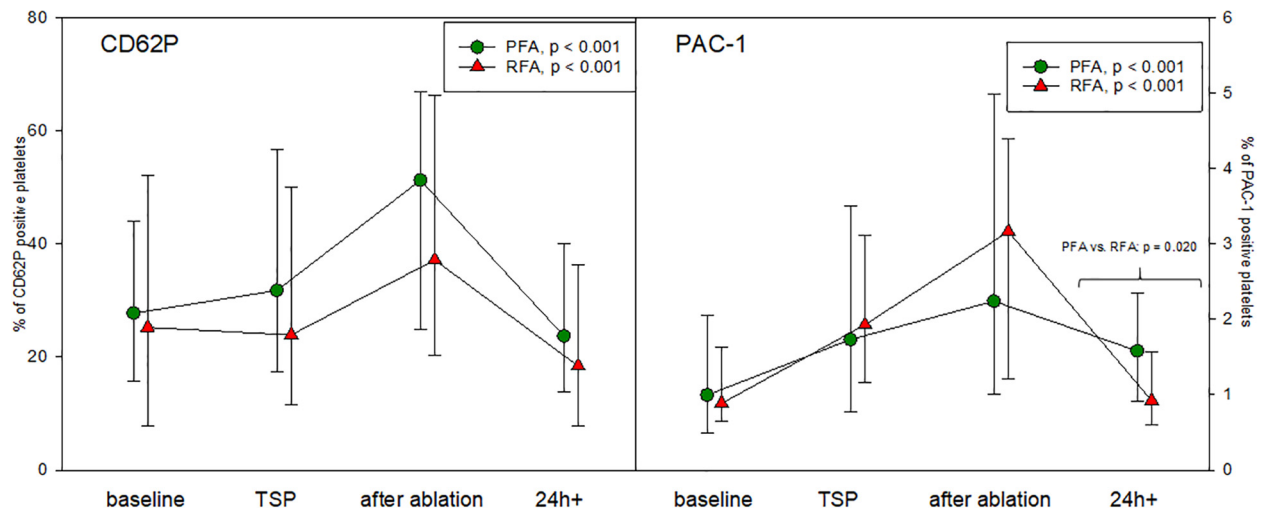 80
60
40
20
0
% of CD62P positive platelets
CD62P
PFA, p < 0.001
RFA, p < 0.001
baseline
TSP
after ablation
24h+
PAC-1
PFA, p < 0.001
RFA, p < 0.001
PFA vs. RFA: p = 0.020
baseline
TSP
after ablation
24h+
6
5
4
3
2
1
0
% of PAC-1 positive platelets